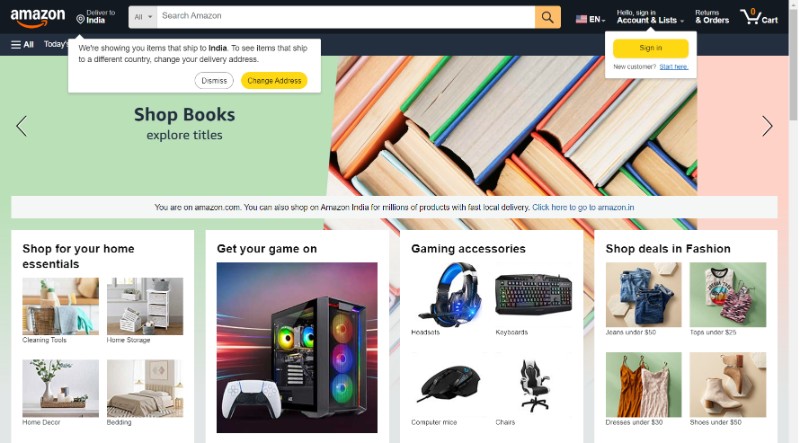 amazon
Deliver to
India
All
Search Amazon
EN
Hello, sign in
Account & Lists
Returns
& Orders
0
Cart
All
Today's
We're showing you items that ship to India. To see items that ship
to a different country, change your delivery address.
Dismiss
Change Address
Sign in
New customer? Start here.
Shop Books
explore titles
You are on amazon.com. You can also shop on Amazon India for millions of products with fast local delivery. Click here to go to amazon.in
Shop for your home
essentials
Cleaning Tools
Home Storage
Home Decor
Bedding
Get your game on
Gaming accessories
Headsets
Keyboards
Computer mice
Chairs
Shop deals in Fashion
Jeans under $50
Tops under $25
Dresses under $30
Shoes under $50